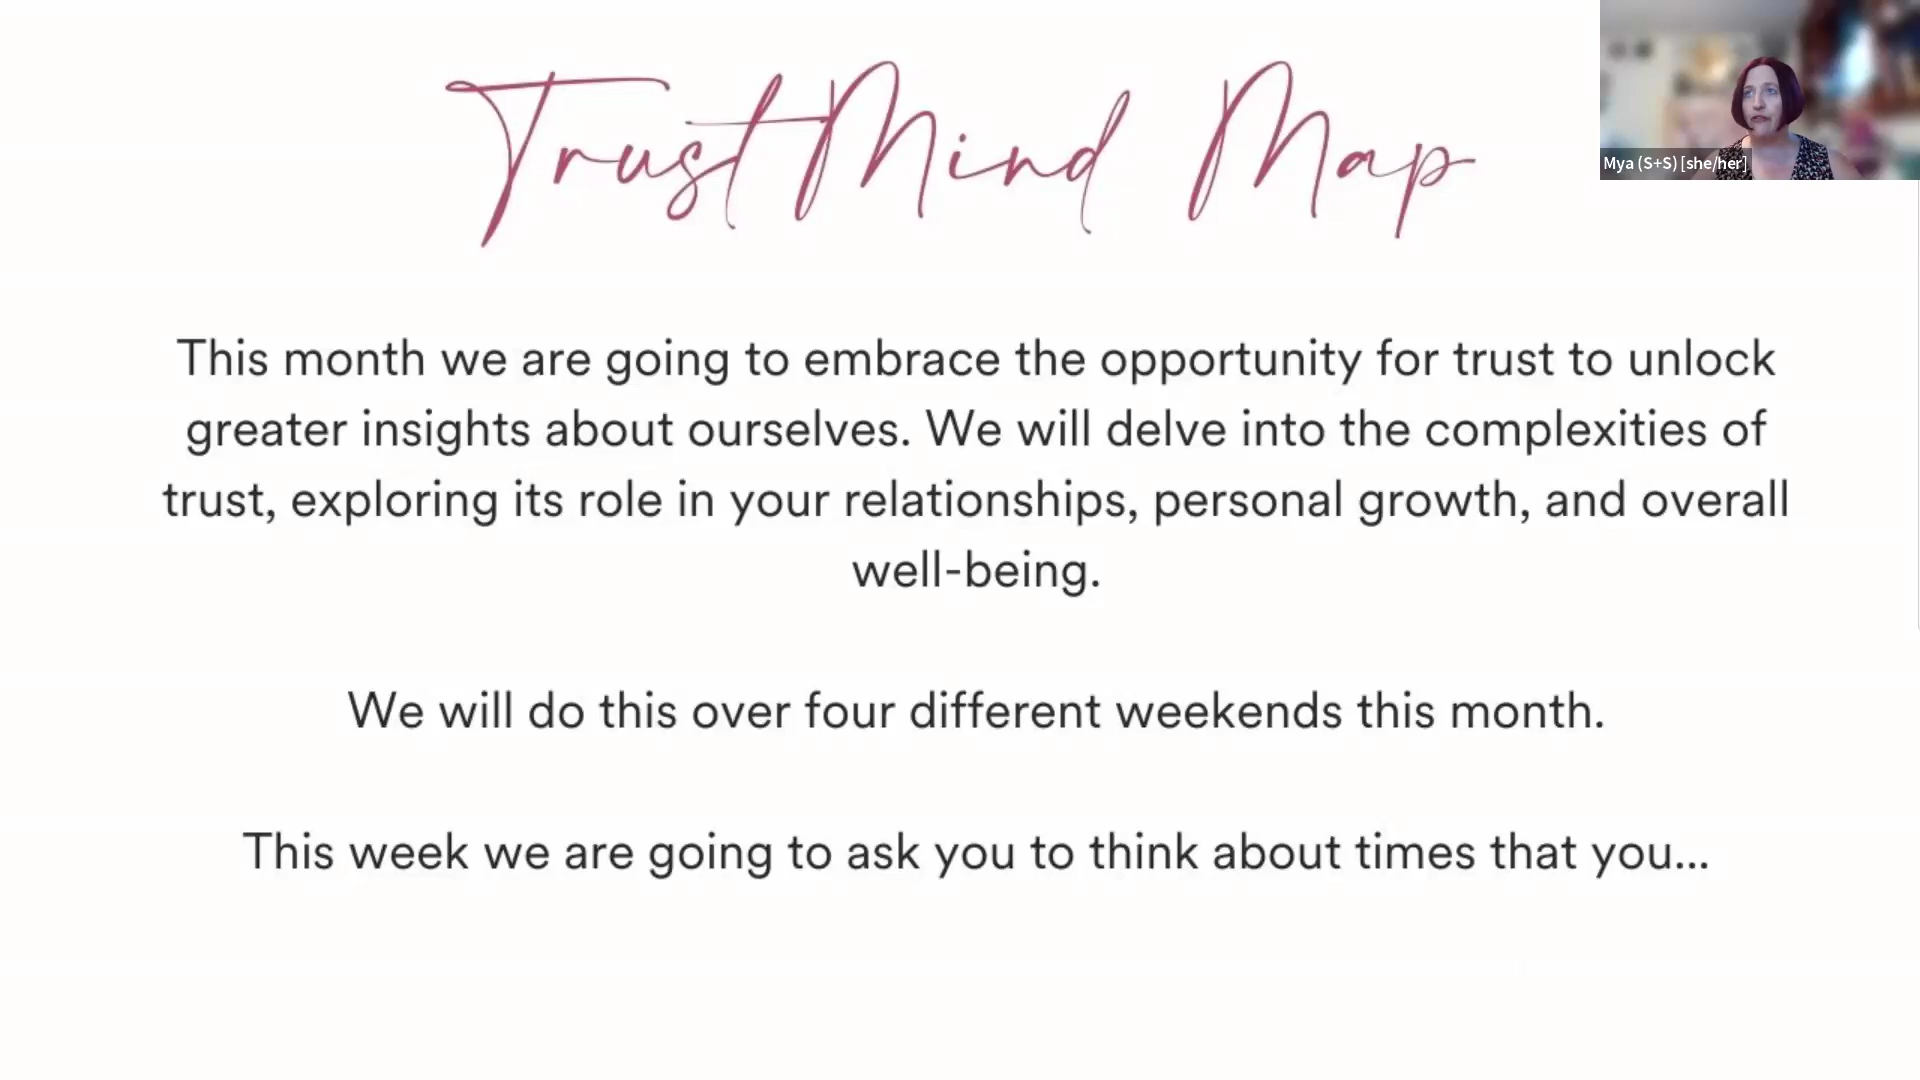 Trust Mind Map
Mya (S+S) [she/her]
This month we are going to embrace the opportunity for trust to unlock
greater insights about ourselves. We will delve into the complexities of
trust, exploring its role in your relationships, personal growth, and overall
well-being.
We will do this over four different weekends this month.
This week we are going to ask you to think about times that you...